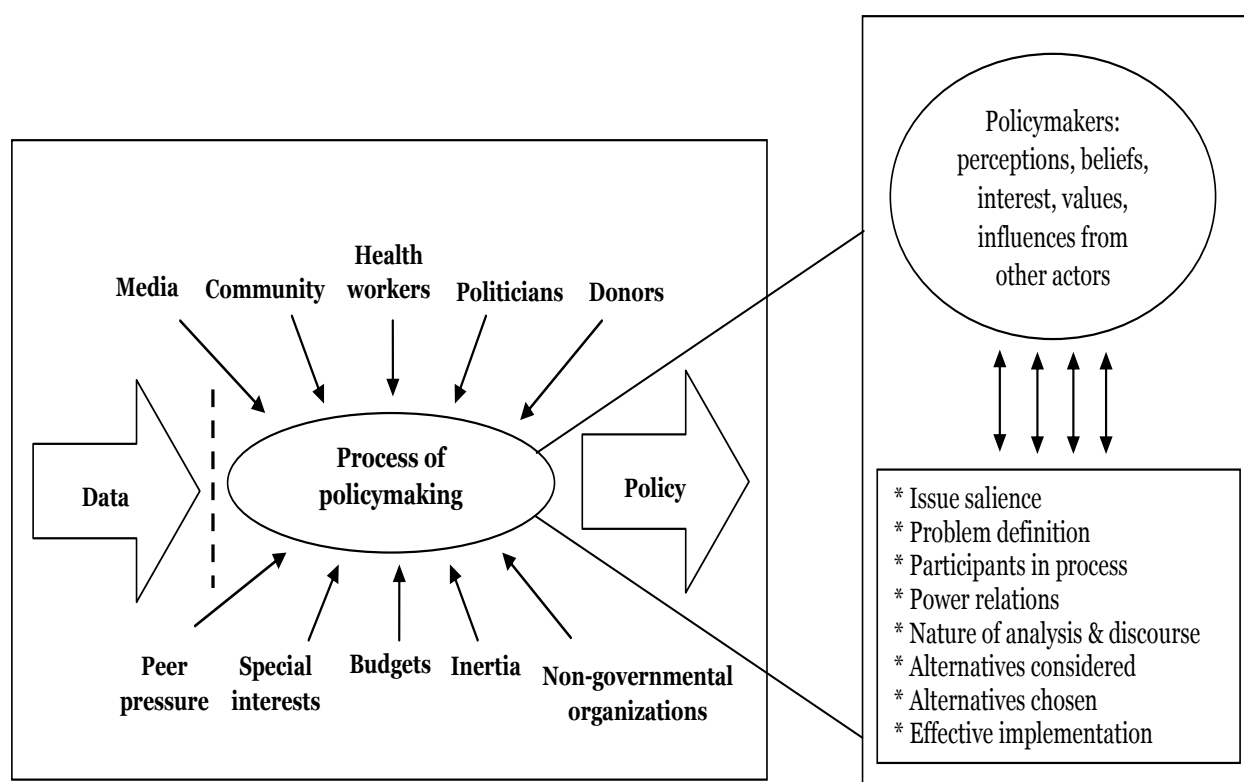 Media
Community
Health
workers
Politicians
Donors
Data
Process of
policymaking
Policy
Peer
pressure
Special
interests
Budgets
Inertia
Non-governmental
organizations
Policymakers:
perceptions, beliefs,
interest, values,
influences from
other actors
* Issue salience
* Problem definition
* Participants in process
* Power relations
* Nature of analysis & discourse
* Alternatives considered
* Alternatives chosen
* Effective implementation